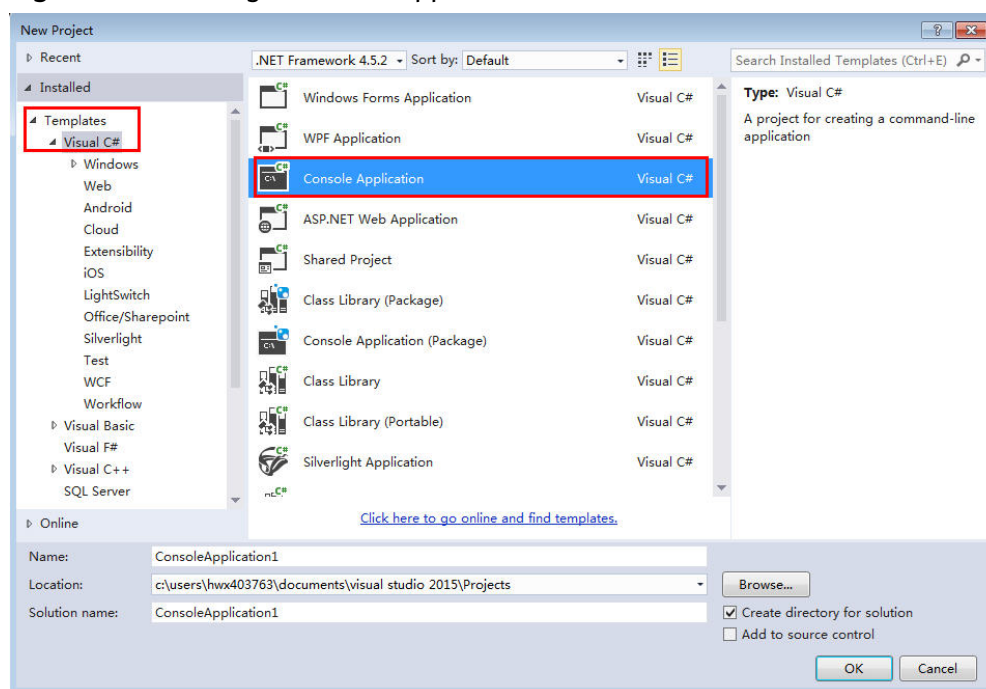 New Project
Recent
.NET Framework 4.5.2 Sort by: Default
Search Installed Templates (Ctrl+E)
Installed
Templates
Visual C#
Windows
Web
Android
Cloud
Extensibility
iOS
LightSwitch
Office/Sharepoint
Silverlight
Test
WCF
Workflow
Visual Basic
Visual F#
Visual C++
SQL Server
Online
Windows Forms Application Visual C#
WPF Application Visual C#
Console Application Visual C#
ASP.NET Web Application Visual C#
Shared Project Visual C#
Class Library (Package) Visual C#
Console Application (Package) Visual C#
Class Library Visual C#
Class Library (Portable) Visual C#
Silverlight Application Visual C#
Click here to go online and find templates.
Type: Visual C#
A project for creating a command-line
application
Name: ConsoleApplication1
Location: c:\users\hwx403763\documents\visual studio 2015\Projects
Browse...
Solution name: ConsoleApplication1
Create directory for solution
Add to source control
OK Cancel